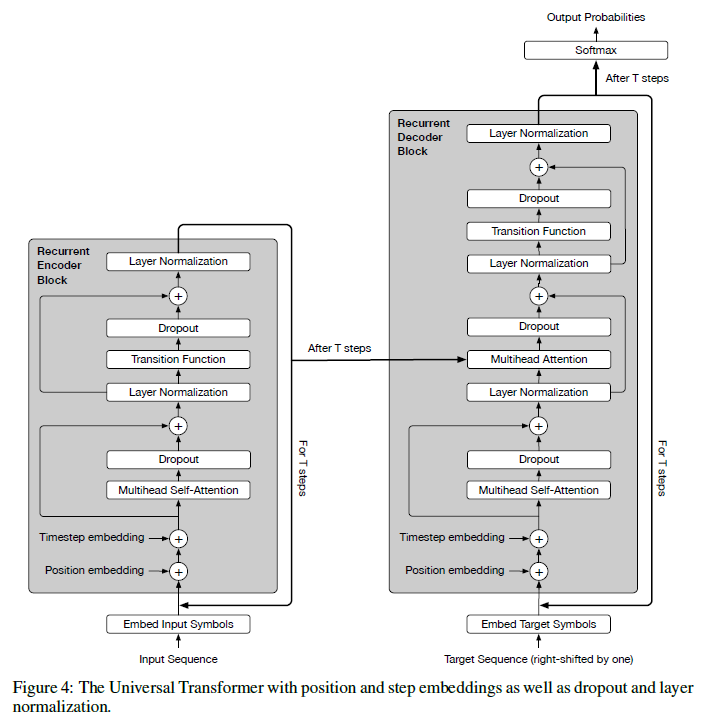 Output Probabilities
Softmax
After T steps
Recurrent
Decoder
Block
Layer Normalization
+
Dropout
Transition Function
Layer Normalization
+
Dropout
Multihead Attention
Layer Normalization
+
Dropout
Multihead Self-Attention
Timestep embedding
+
Position embedding
+
For T steps
Embed Target Symbols
Target Sequence (right-shifted by one)
After T steps
Recurrent
Encoder
Block
Layer Normalization
+
Dropout
Transition Function
Layer Normalization
+
Dropout
Multihead Self-Attention
Timestep embedding
+
Position embedding
+
For T steps
Embed Input Symbols
Input Sequence
Figure 4: The Universal Transformer with position and step embeddings as well as dropout and layer
normalization.